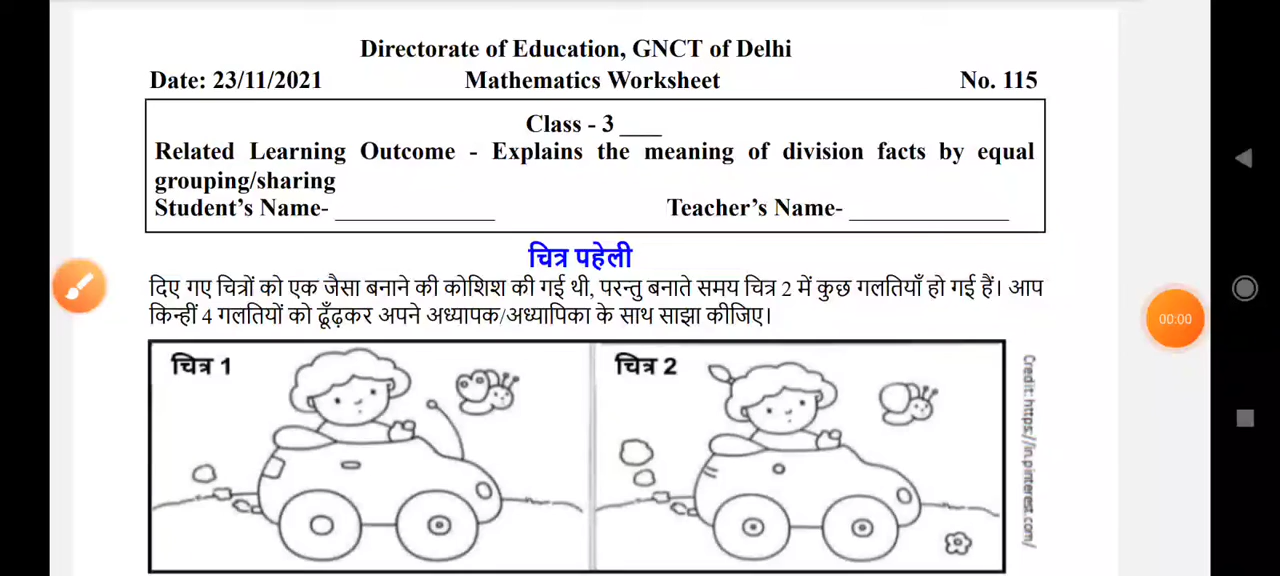 Directorate of Education, GNCT of Delhi
Date: 23/11/2021 Mathematics Worksheet No. 115
Class - 3 ____
Related Learning Outcome - Explains the meaning of division facts by equal
grouping/sharing
Student's Name- ______________ Teacher's Name- ______________
चित्र पहेली
दिए गए चित्रों को एक जैसा बनाने की कोशिश की गई थी, परन्तु बनाते समय चित्र 2 में कुछ गलतियाँ हो गई हैं। आप
किन्हीं 4 गलतियों को ढूँढ़कर अपने अध्यापक/अध्यापिका के साथ साझा कीजिए।
चित्र 1
चित्र 2
Credit: https://in.pinterest.com/
00:00